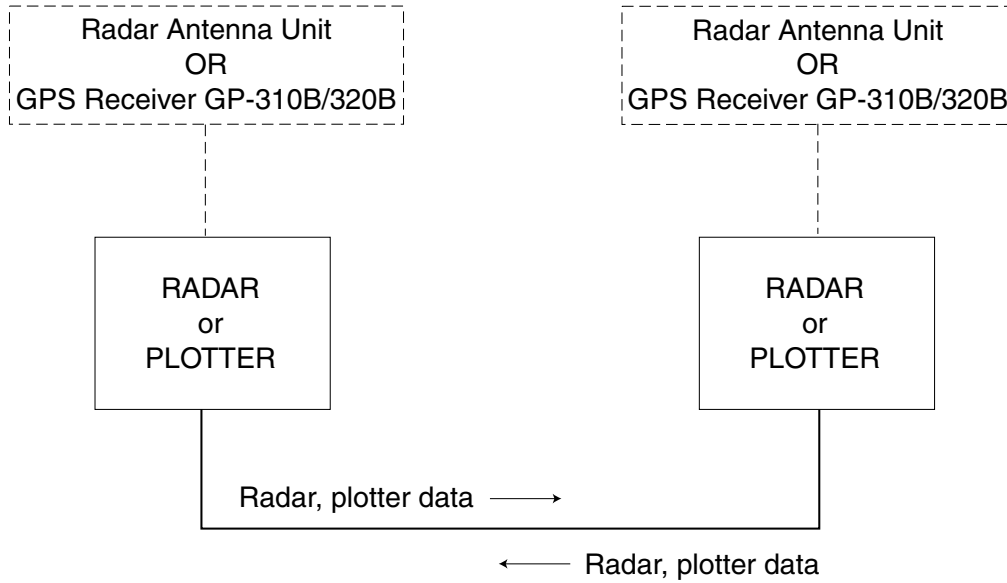 Radar Antenna Unit
OR
GPS Receiver GP-310B/320B
Radar Antenna Unit
OR
GPS Receiver GP-310B/320B
RADAR
or
PLOTTER
RADAR
or
PLOTTER
Radar, plotter data
Radar, plotter data